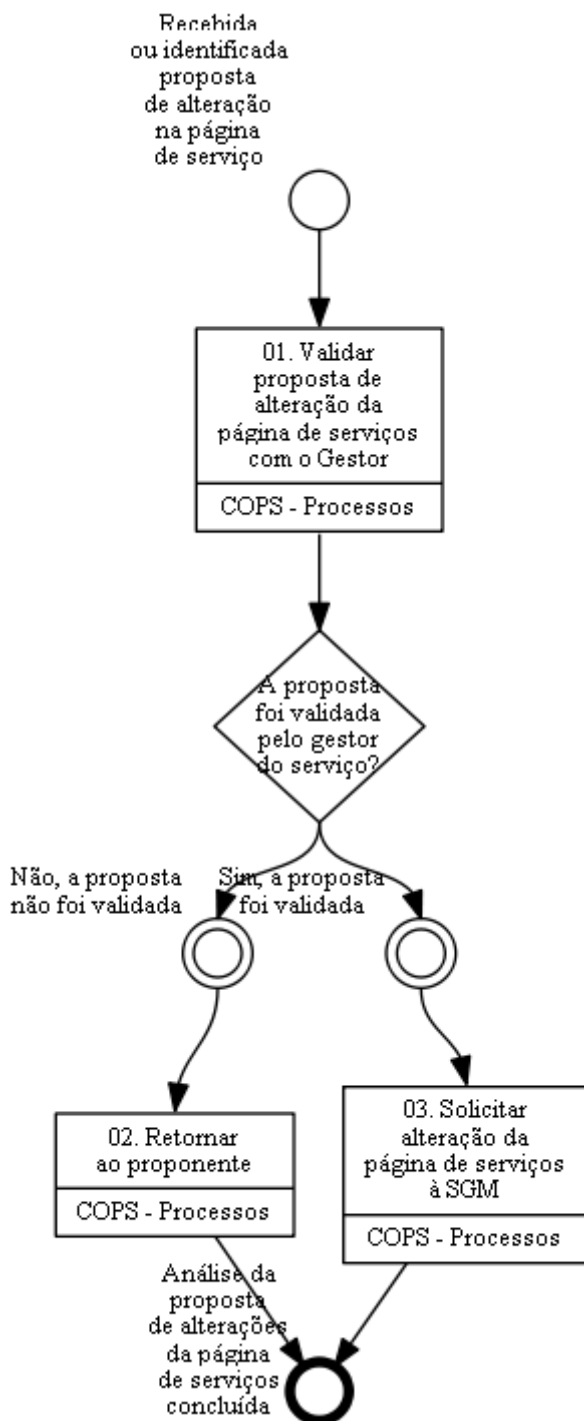 Recebida
ou identificada
proposta
de alteração
na página
de serviço
01. Validar
proposta de
alteração da
página de serviços
com o Gestor
COPS - Processos
A proposta
foi validada
pelo gestor
do serviço?
Não, a proposta
não foi validada
Sim, a proposta
foi validada
02. Retornar
ao proponente
COPS - Processos
03. Solicitar
alteração da
página de serviços
à SGM
COPS - Processos
Análise da
proposta
de alterações
da página
de serviços
concluída